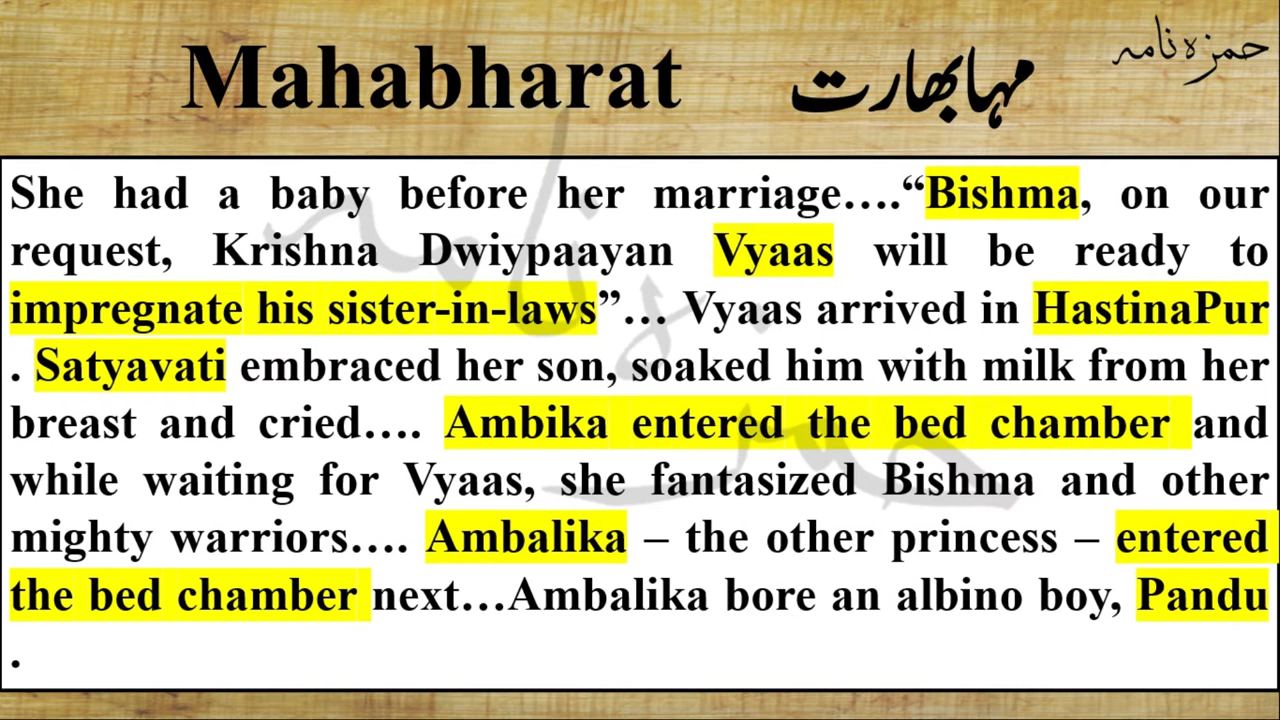 Mahabharat مہابھارت حمزہ نامہ
She had a baby before her marriage….“Bishma, on our
request, Krishna Dwiypaayan Vyaas will be ready to
impregnate his sister-in-laws”… Vyaas arrived in HastinaPur
. Satyavati embraced her son, soaked him with milk from her
breast and cried…. Ambika entered the bed chamber and
while waiting for Vyaas, she fantasized Bishma and other
mighty warriors…. Ambalika – the other princess – entered
the bed chamber next…Ambalika bore an albino boy, Pandu
.
حمزہ نامہ